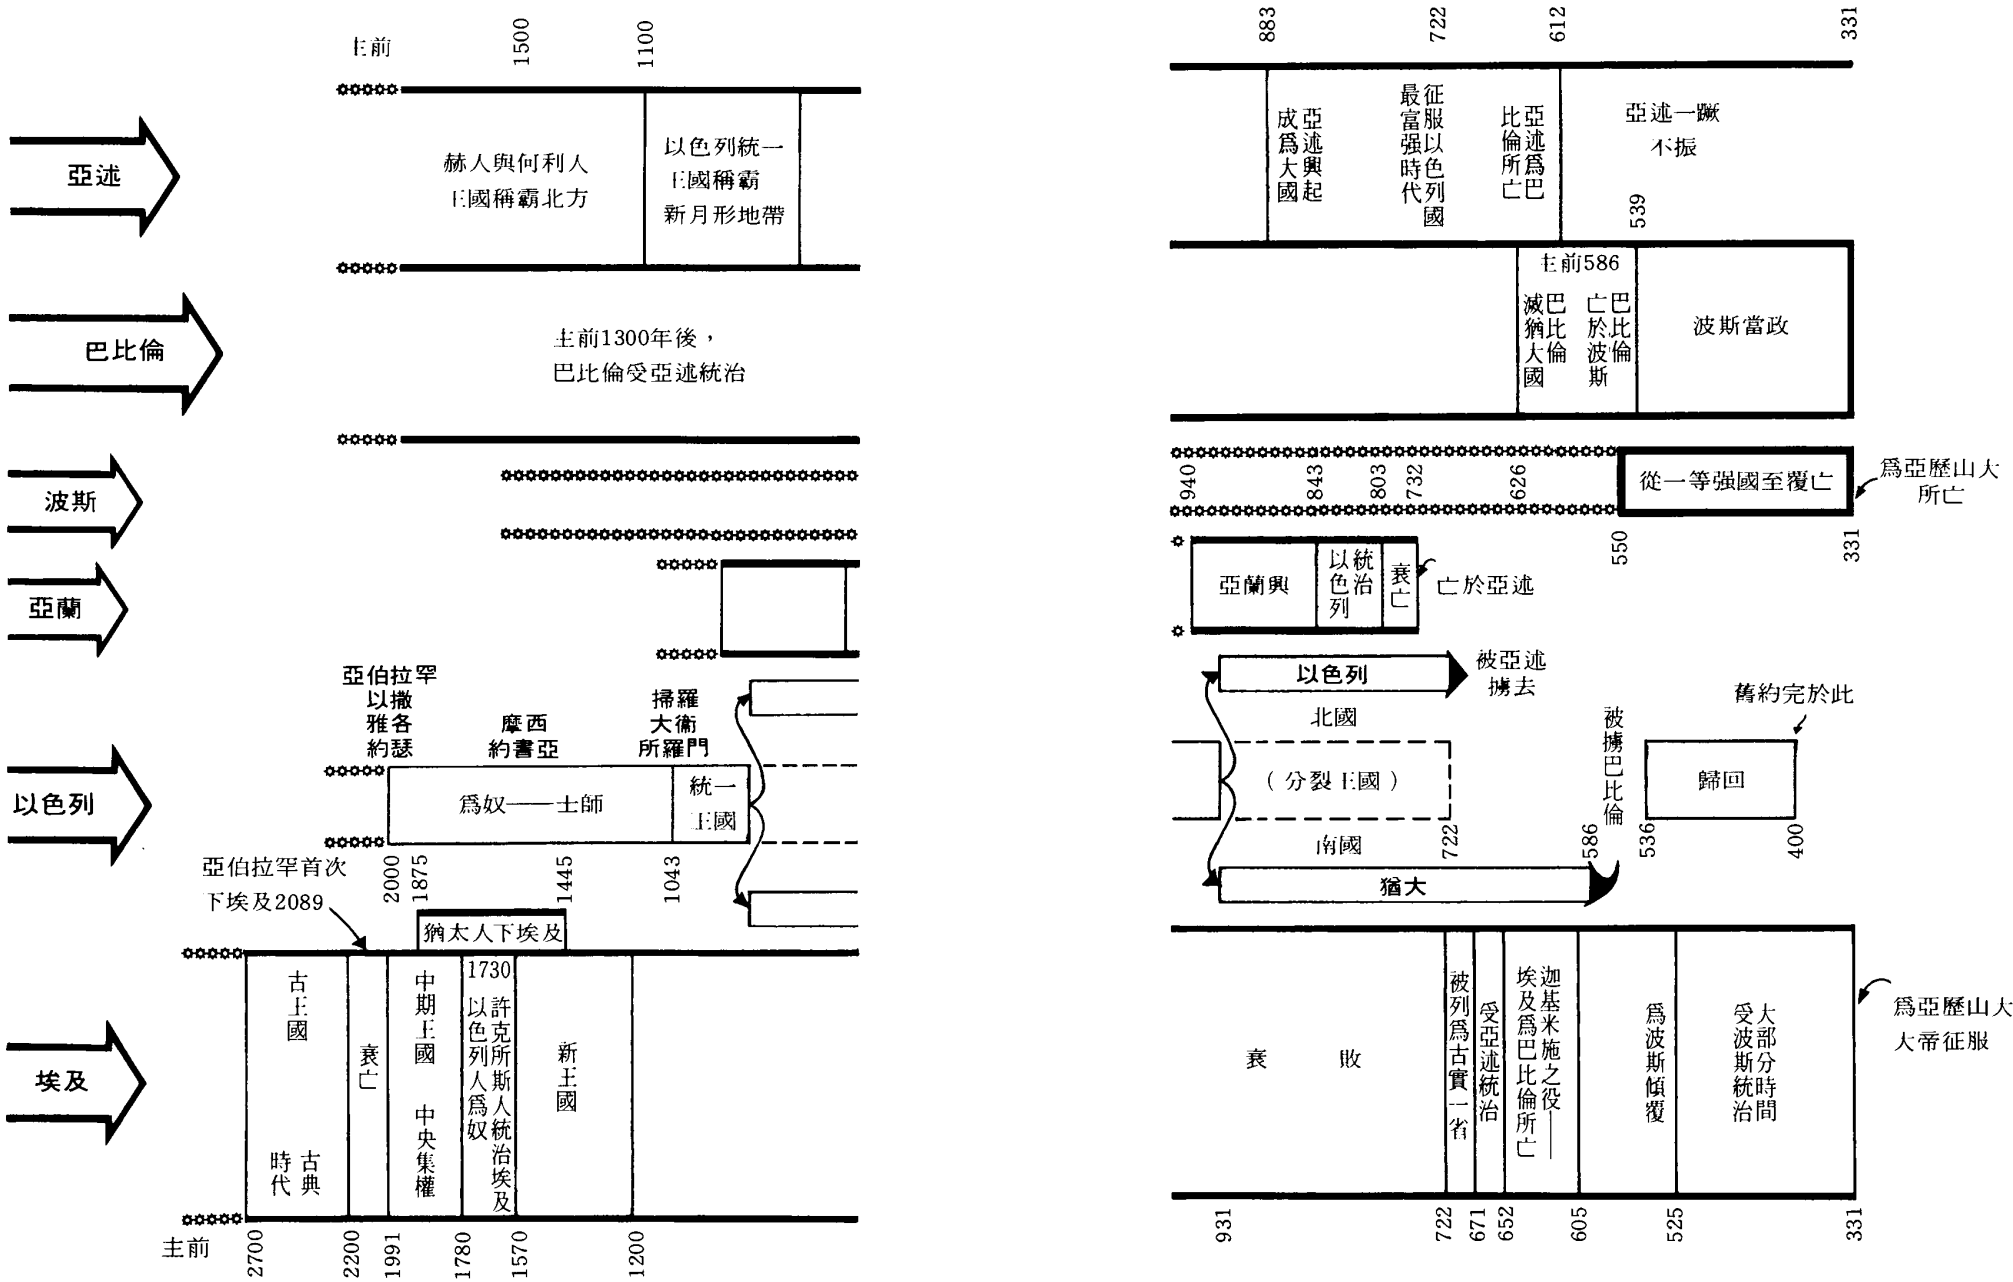 主前
1500
1100
亞述
赫人與何利人
王國稱霸北方
以色列統一
王國稱霸
新月形地帶
巴比倫
主前1300年後，
巴比倫受亞述統治
波斯
亞蘭
亞伯拉罕
以撒
雅各
約瑟
摩西
約書亞
掃羅
大衛
所羅門
以色列
爲奴——士師
統一
王國
2000
1875
1445
1043
亞伯拉罕首次
下埃及2089
猶太人下埃及
埃及
古王國
古典
時代
衰亡
中期王國
中央集權
1730
許克所斯人統治埃及
以色列人爲奴
新王國
主前
2700
2200
1991
1780
1570
1200
883
722
612
331
亞述興起
成爲大國
征服以色列國
最富强時代
亞述爲巴
比倫所亡
亞述一蹶
不振
539
主前586
巴比倫
滅猶大國
巴比倫
亡於波斯
波斯當政
940
843
803
732
626
從一等强國至覆亡
爲亞歷山大
所亡
550
331
亞蘭興
統治
以色列
衰亡
亡於亞述
以色列
被亞述
擄去
北國
（分裂王國）
南國
722
猶大
586
被擄巴比倫
舊約完於此
歸回
536
400
衰敗
被列爲古實一省
受亞述統治
迦基米施之役——
埃及爲巴比倫所亡
爲波斯傾覆
大部分時間
受波斯統治
爲亞歷山大
大帝征服
931
722
671
652
605
525
331